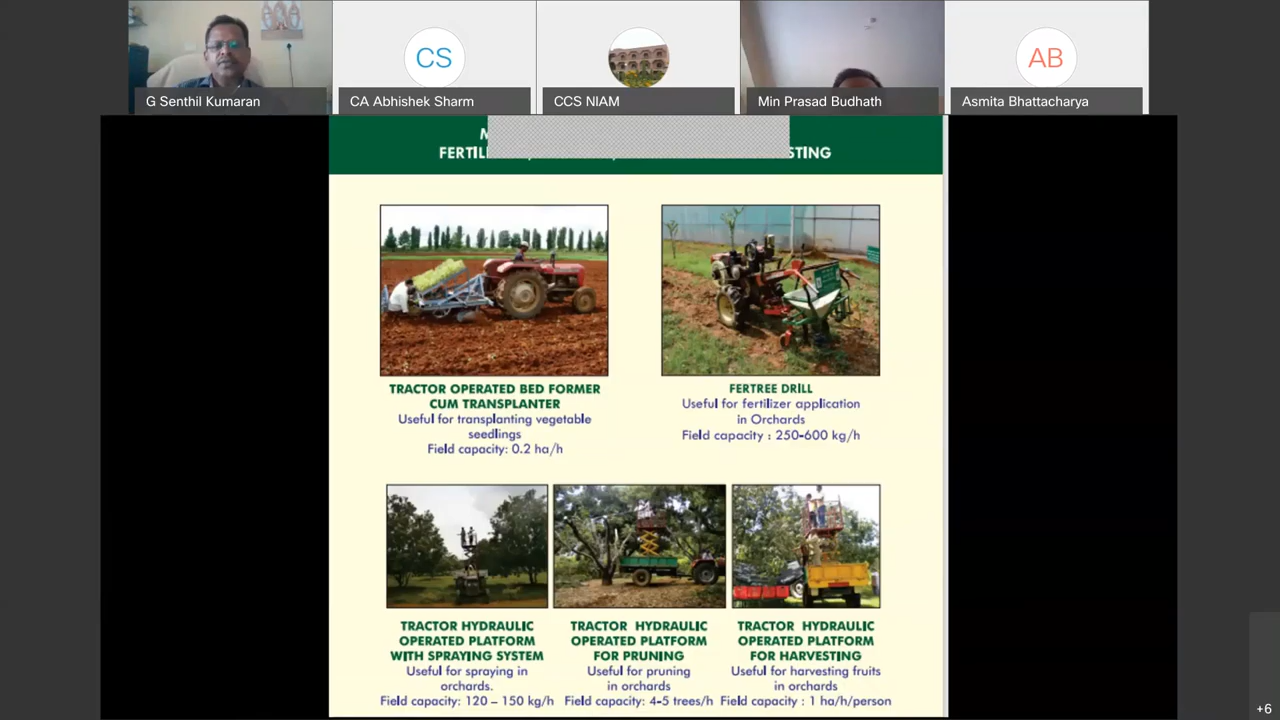 CS
AB
G Senthil Kumaran
CA Abhishek Sharm
CCS NIAM
Min Prasad Budhath
Asmita Bhattacharya
TRACTOR OPERATED BED FORMER
CUM TRANSPLANTER
Useful for transplanting vegetable
seedlings
Field capacity: 0.2 ha/h
FERTREE DRILL
Useful for fertilizer application
in Orchards
Field capacity : 250-600 kg/h
TRACTOR HYDRAULIC
OPERATED PLATFORM
WITH SPRAYING SYSTEM
Useful for spraying in
orchards.
Field capacity: 120 – 150 kg/h
TRACTOR HYDRAULIC
OPERATED PLATFORM
FOR PRUNING
Useful for pruning
in orchards
Field capacity: 4-5 trees/h
TRACTOR HYDRAULIC
OPERATED PLATFORM
FOR HARVESTING
Useful for harvesting fruits
in orchards
Field capacity : 1 ha/h/person
+6